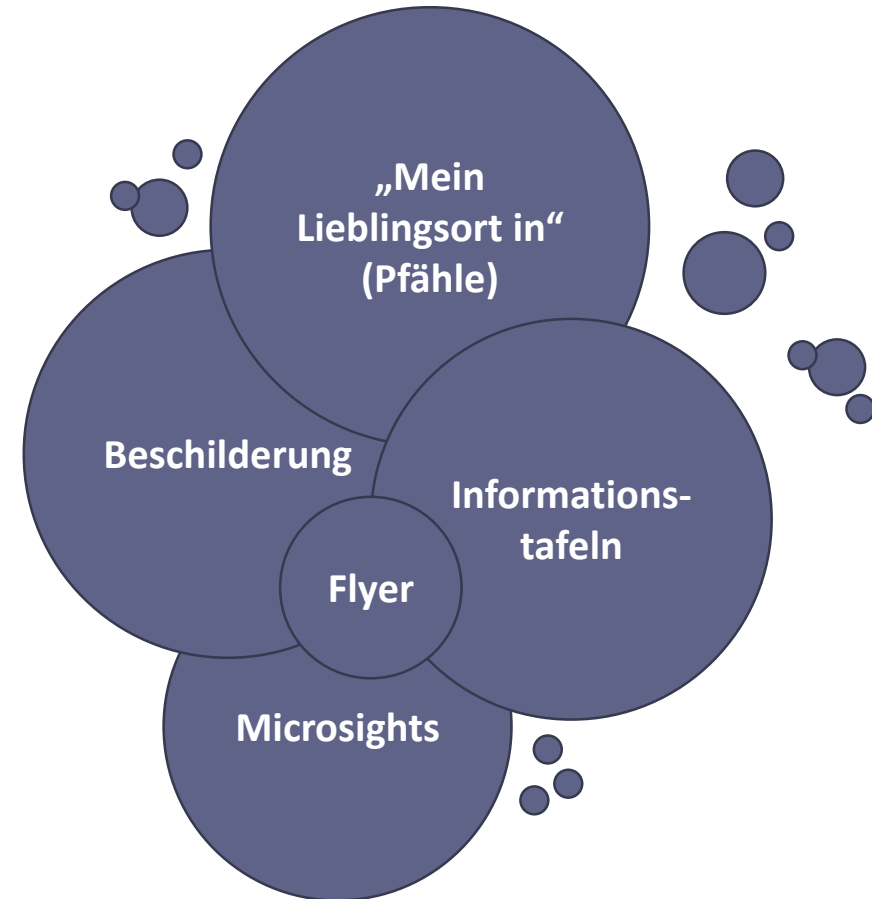 „Mein
Lieblingsort in“
(Pfähle)
Beschilderung
Informations-
tafeln
Flyer
Microsights